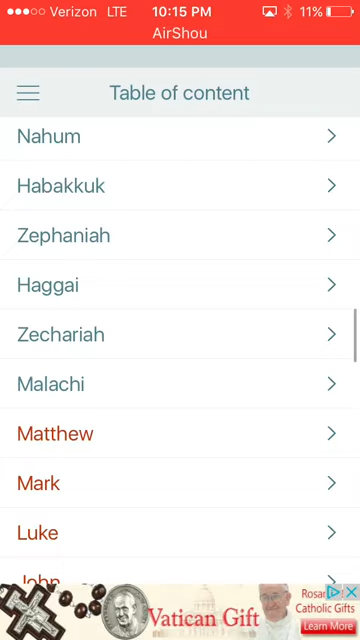 Verizon LTE 10:15 PM 11%
AirShou
Table of content
Nahum
Habakkuk
Zephaniah
Haggai
Zechariah
Malachi
Matthew
Mark
Luke
John
Vatican Gift
Catholic Gifts
Learn More